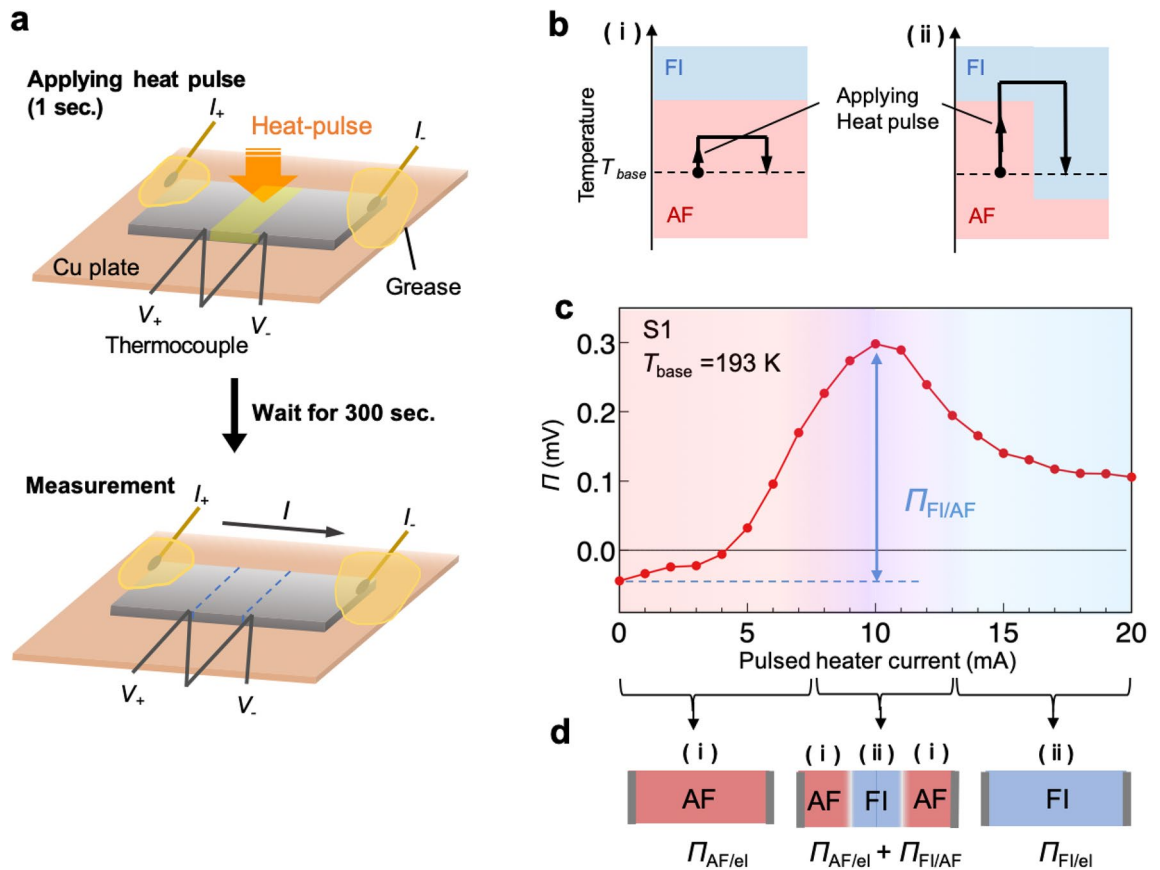 a
Applying heat pulse
(1 sec.)
I+
Heat-pulse
I-
Cu plate
Grease
V+
V-
Thermocouple
Wait for 300 sec.
Measurement
I+
I
I-
V+
V-
b
(i)
(ii)
FI
FI
Applying
Heat pulse
Temperature
Tbase
AF
AF
c
S1
Tbase =193 K
0.3
0.2
0.1
0.0
Π (mV)
ΠFI/AF
0
5
10
15
20
Pulsed heater current (mA)
d
(i)
(i) (ii) (i)
(ii)
AF
AF FI AF
FI
ΠAF/el
ΠAF/el + ΠFI/AF
ΠFI/el